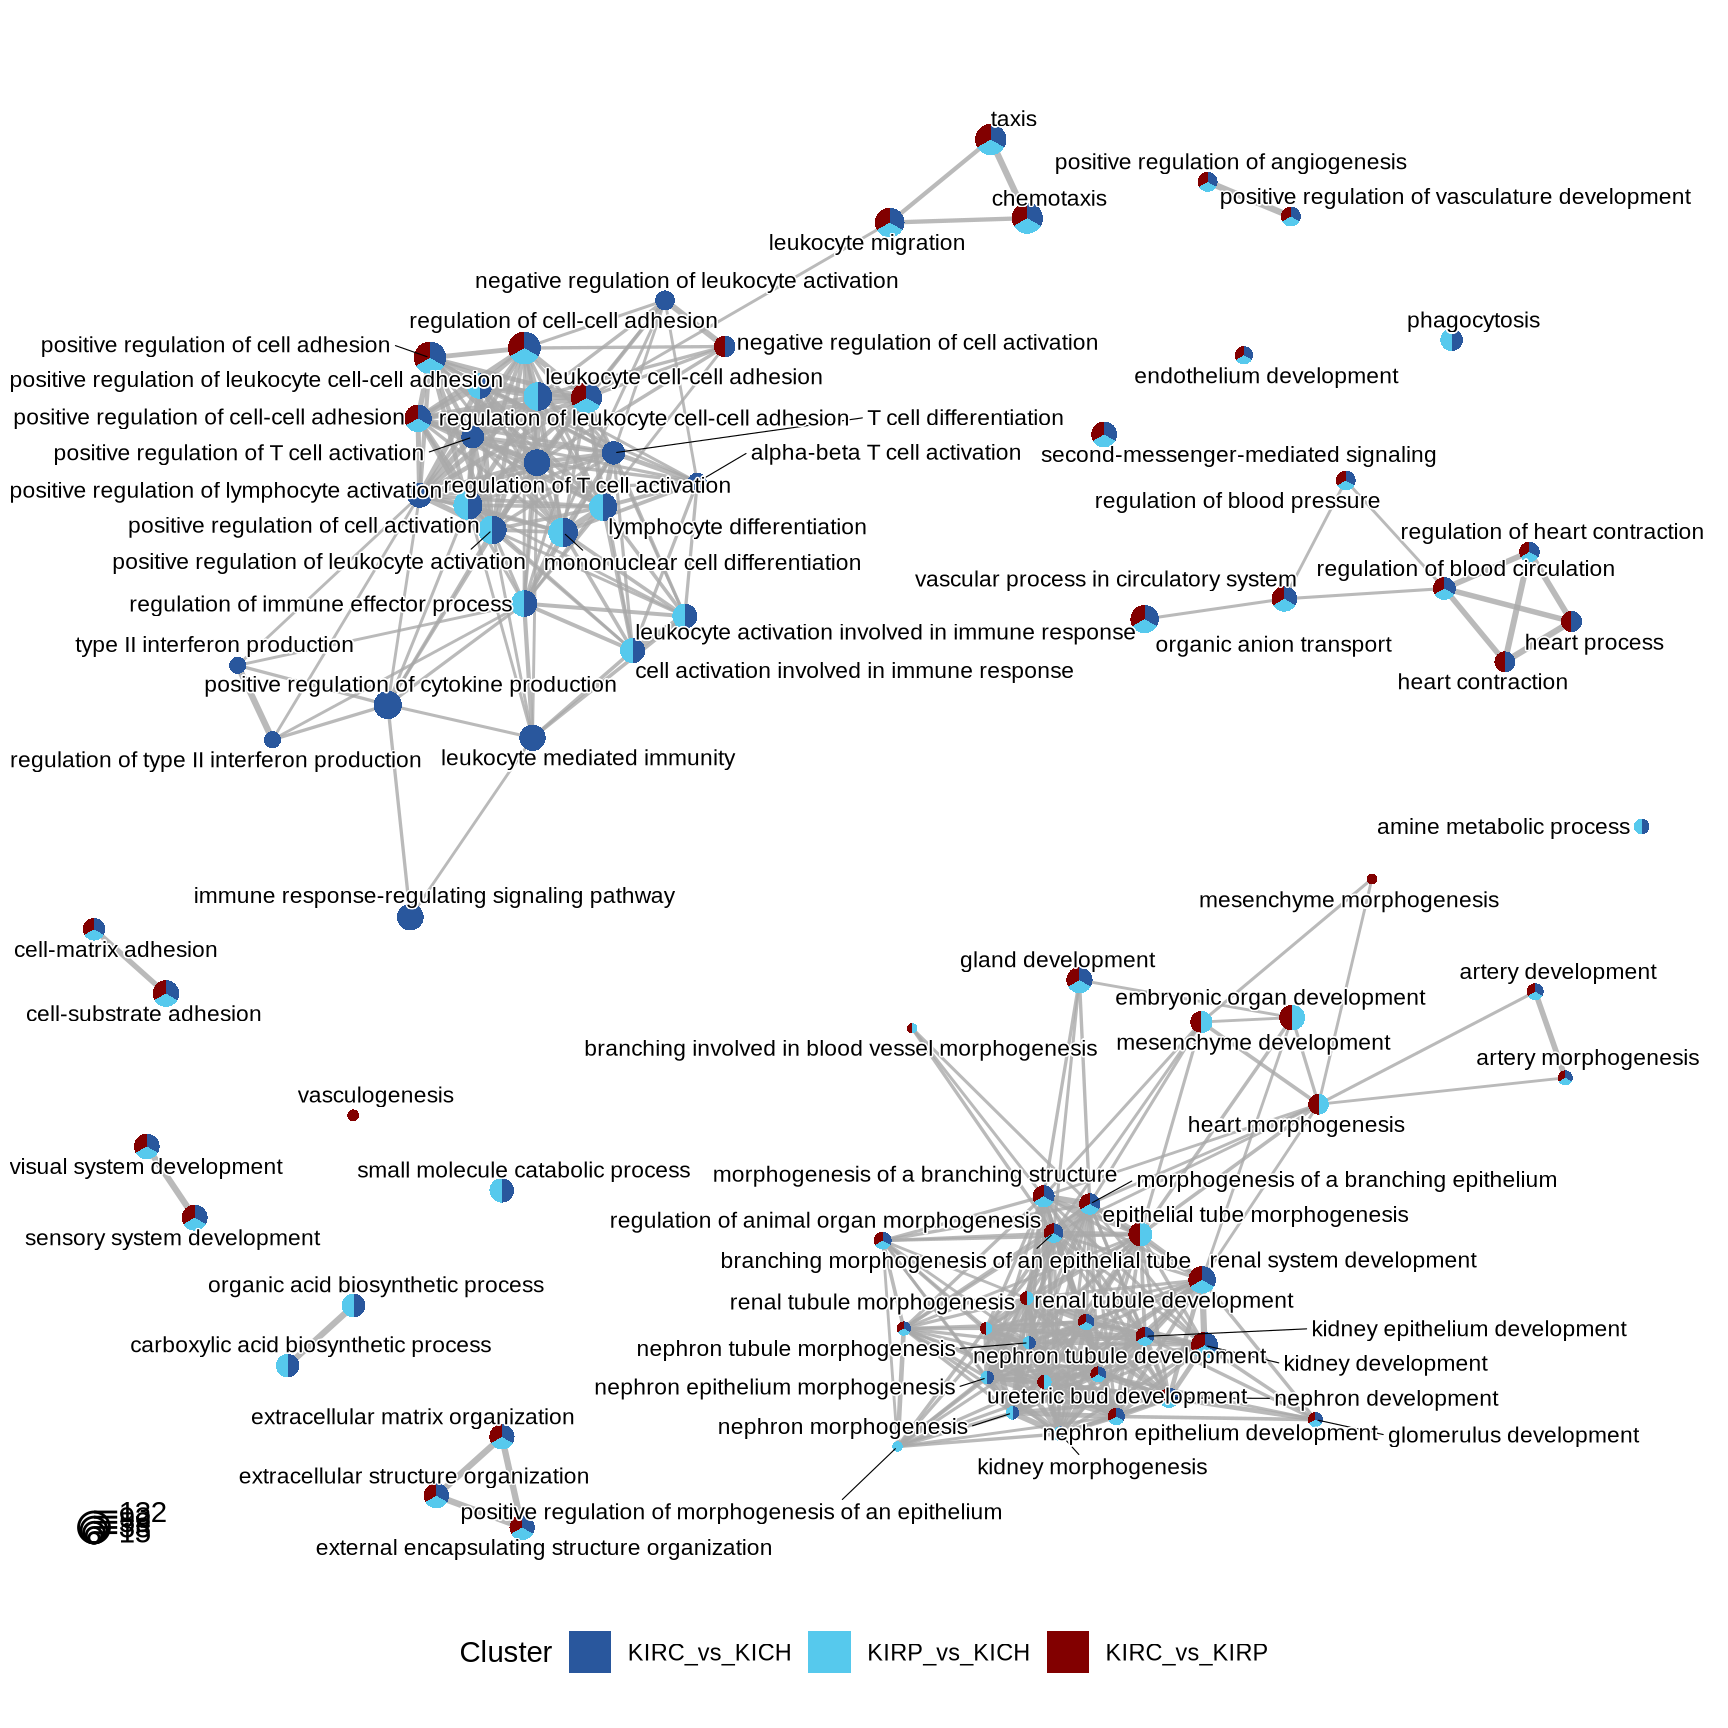 taxis
positive regulation of angiogenesis
positive regulation of vasculature development
chemotaxis
leukocyte migration
negative regulation of leukocyte activation
regulation of cell-cell adhesion
phagocytosis
positive regulation of cell adhesion
negative regulation of cell activation
endothelium development
positive regulation of leukocyte cell-cell adhesion
leukocyte cell-cell adhesion
positive regulation of cell-cell adhesion
regulation of leukocyte cell-cell adhesion
T cell differentiation
positive regulation of T cell activation
alpha-beta T cell activation
second-messenger-mediated signaling
positive regulation of lymphocyte activation
regulation of T cell activation
regulation of blood pressure
positive regulation of cell activation
lymphocyte differentiation
regulation of heart contraction
positive regulation of leukocyte activation
mononuclear cell differentiation
regulation of blood circulation
vascular process in circulatory system
regulation of immune effector process
leukocyte activation involved in immune response
type II interferon production
organic anion transport
heart process
cell activation involved in immune response
positive regulation of cytokine production
heart contraction
regulation of type II interferon production
leukocyte mediated immunity
amine metabolic process
immune response-regulating signaling pathway
mesenchyme morphogenesis
cell-matrix adhesion
gland development
artery development
embryonic organ development
cell-substrate adhesion
branching involved in blood vessel morphogenesis
mesenchyme development
artery morphogenesis
vasculogenesis
heart morphogenesis
visual system development
small molecule catabolic process
morphogenesis of a branching structure
morphogenesis of a branching epithelium
regulation of animal organ morphogenesis
epithelial tube morphogenesis
sensory system development
branching morphogenesis of an epithelial tube
renal system development
organic acid biosynthetic process
renal tubule morphogenesis
renal tubule development
kidney epithelium development
carboxylic acid biosynthetic process
nephron tubule morphogenesis
nephron tubule development
kidney development
nephron epithelium morphogenesis
ureteric bud development
nephron development
extracellular matrix organization
nephron morphogenesis
nephron epithelium development
glomerulus development
kidney morphogenesis
extracellular structure organization
positive regulation of morphogenesis of an epithelium
external encapsulating structure organization
132
13
Cluster
KIRC_vs_KICH
KIRP_vs_KICH
KIRC_vs_KIRP